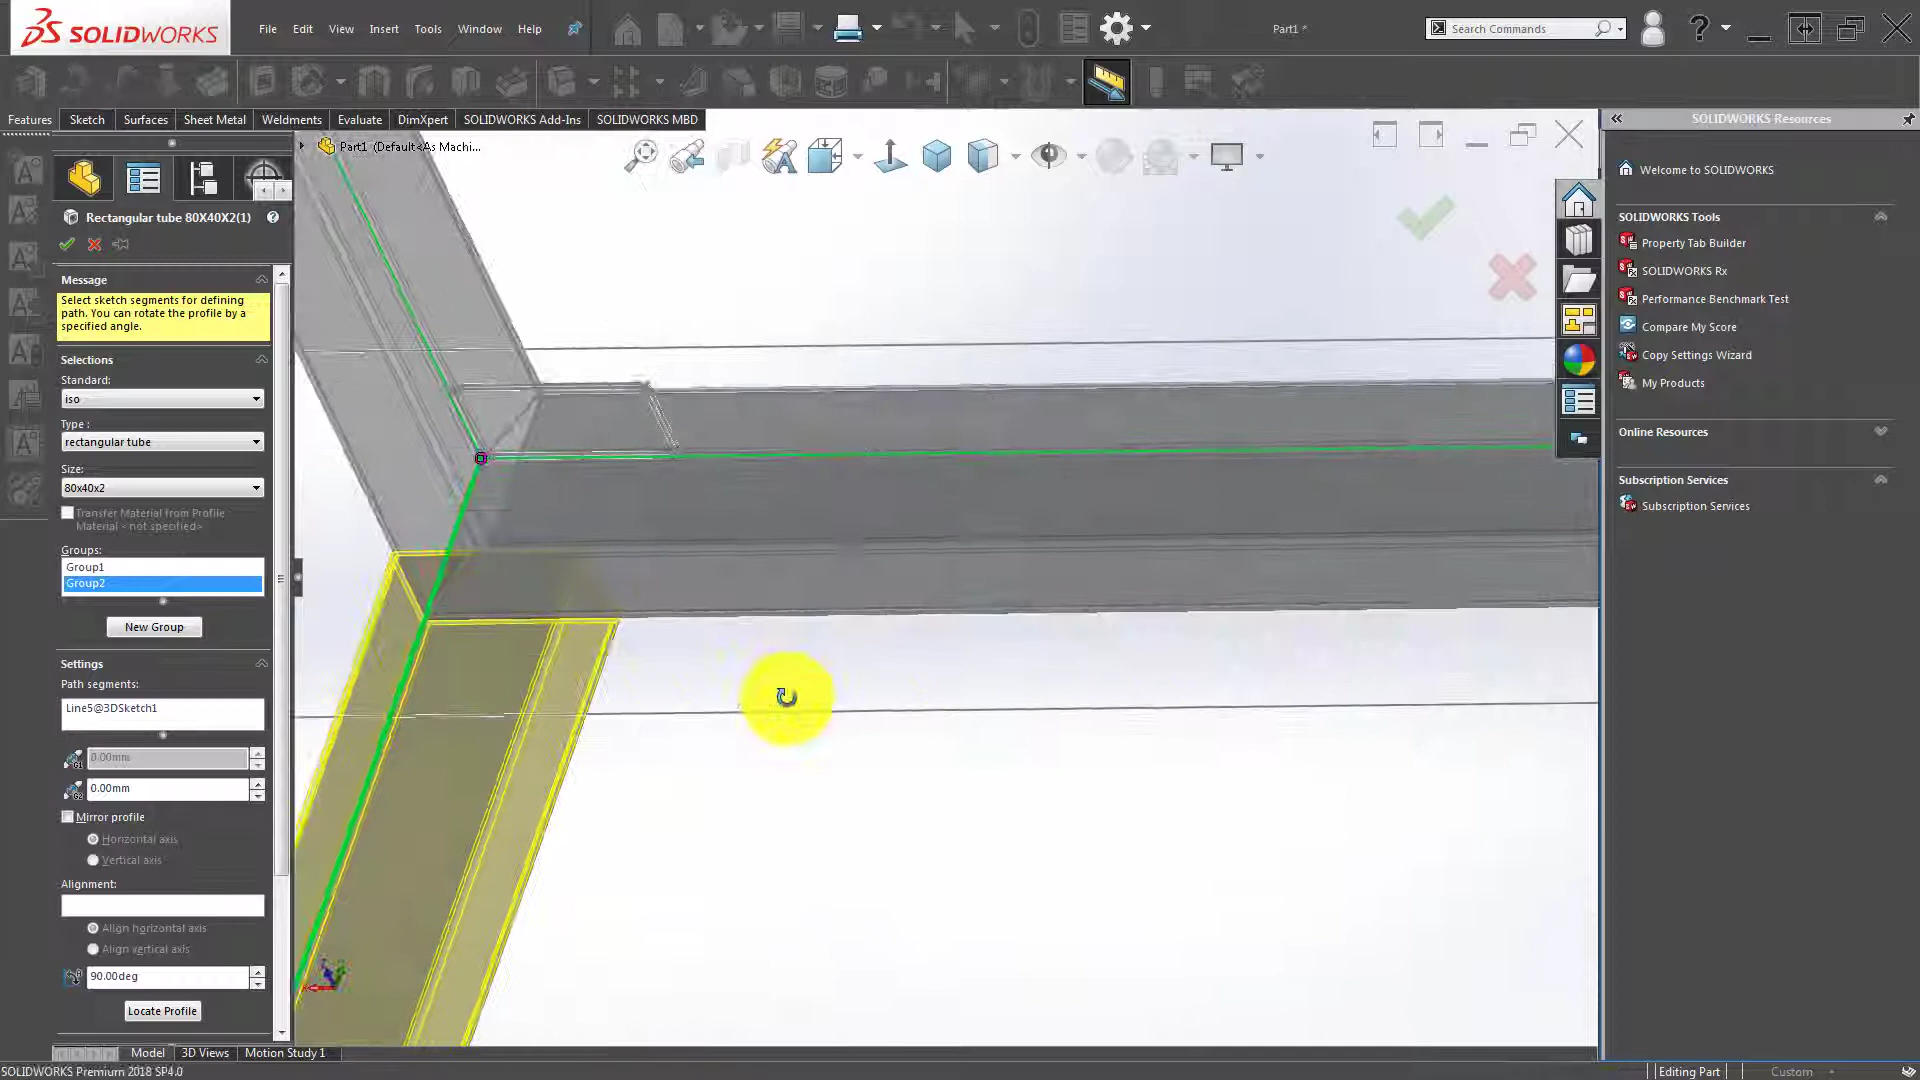 SOLIDWORKS
File Edit View Insert Tools Window Help
Part1 *
Search Commands
Features Sketch Surfaces Sheet Metal Weldments Evaluate DimXpert SOLIDWORKS Add-Ins SOLIDWORKS MBD
SOLIDWORKS Resources
Part1 (Default<As Machi...
Rectangular tube 80X40X2(1)
Message
Select sketch segments for defining
path. You can rotate the profile by a
specified angle.
Selections
Standard:
iso
Type :
rectangular tube
Size:
80x40x2
Transfer Material from Profile
Material < not specified>
Groups:
Group1
Group2
New Group
Settings
Path segments:
Line5@3DSketch1
G1
0.00mm
G2
0.00mm
Mirror profile
Horizontal axis
Vertical axis
Alignment:
Align horizontal axis
Align vertical axis
90.00deg
Locate Profile
Welcome to SOLIDWORKS
SOLIDWORKS Tools
Property Tab Builder
SOLIDWORKS Rx
Performance Benchmark Test
Compare My Score
Copy Settings Wizard
My Products
Online Resources
Subscription Services
Subscription Services
Model 3D Views Motion Study 1
SOLIDWORKS Premium 2018 SP4.0
Editing Part
Custom